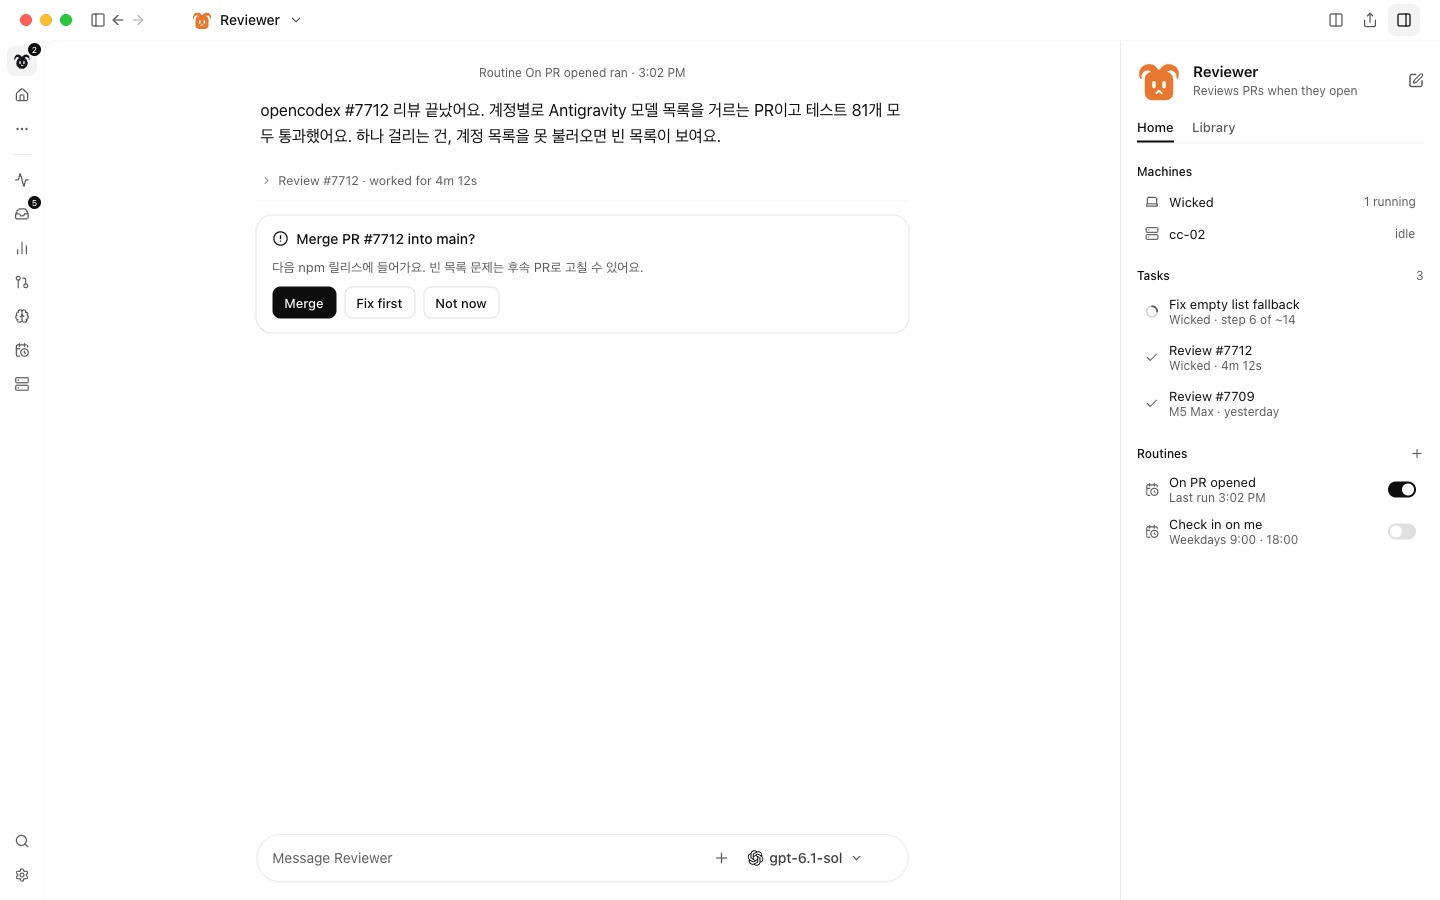 Reviewer
2
5
Routine On PR opened ran · 3:02 PM
opencodex #7712 리뷰 끝났어요. 계정별로 Antigravity 모델 목록을 거르는 PR이고 테스트 81개 모
두 통과했어요. 하나 걸리는 건, 계정 목록을 못 불러오면 빈 목록이 보여요.
Review #7712 · worked for 4m 12s
Merge PR #7712 into main?
다음 npm 릴리스에 들어가요. 빈 목록 문제는 후속 PR로 고칠 수 있어요.
Merge Fix first Not now
Message Reviewer
gpt-6.1-sol
Reviewer
Reviews PRs when they open
Home Library
Machines
Wicked 1 running
cc-02 idle
Tasks 3
Fix empty list fallback
Wicked · step 6 of ~14
Review #7712
Wicked · 4m 12s
Review #7709
M5 Max · yesterday
Routines
On PR opened
Last run 3:02 PM
Check in on me
Weekdays 9:00 · 18:00